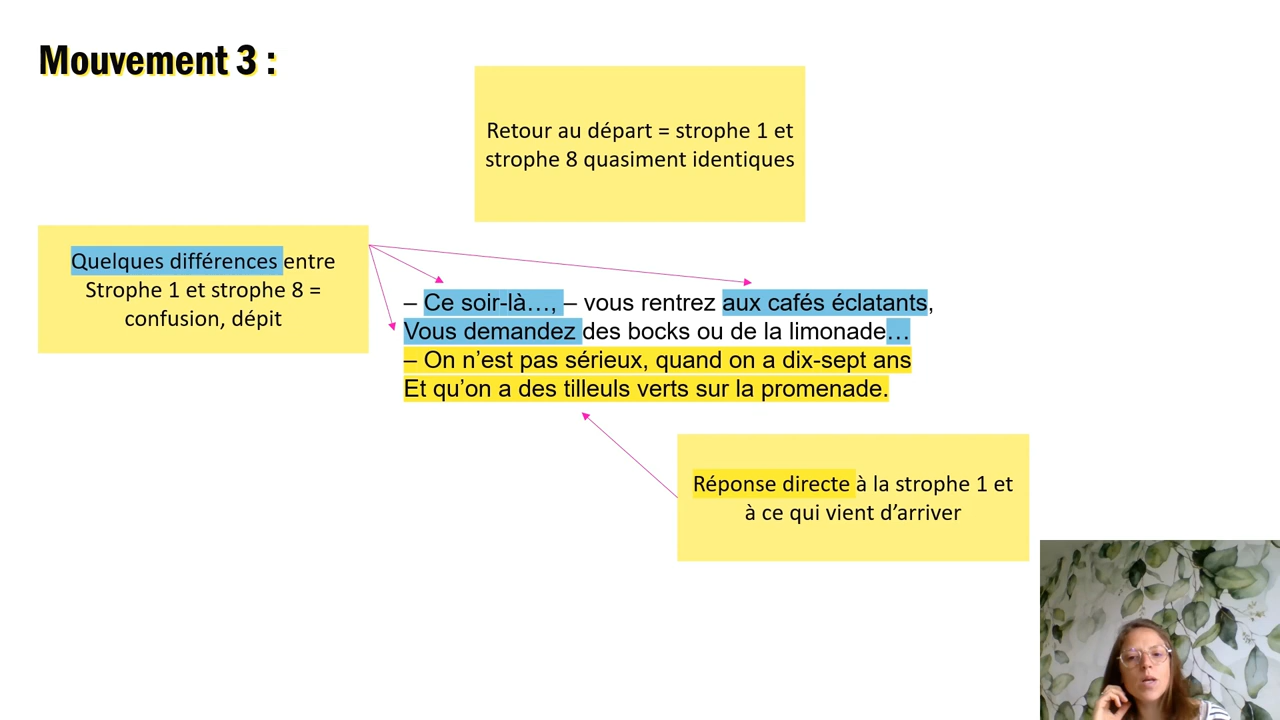 Mouvement 3 :
Retour au départ = strophe 1 et
strophe 8 quasiment identiques
Quelques différences entre
Strophe 1 et strophe 8 =
confusion, dépit
– Ce soir-là…, – vous rentrez aux cafés éclatants,
Vous demandez des bocks ou de la limonade…
– On n’est pas sérieux, quand on a dix-sept ans
Et qu’on a des tilleuls verts sur la promenade.
Réponse directe à la strophe 1 et
à ce qui vient d’arriver